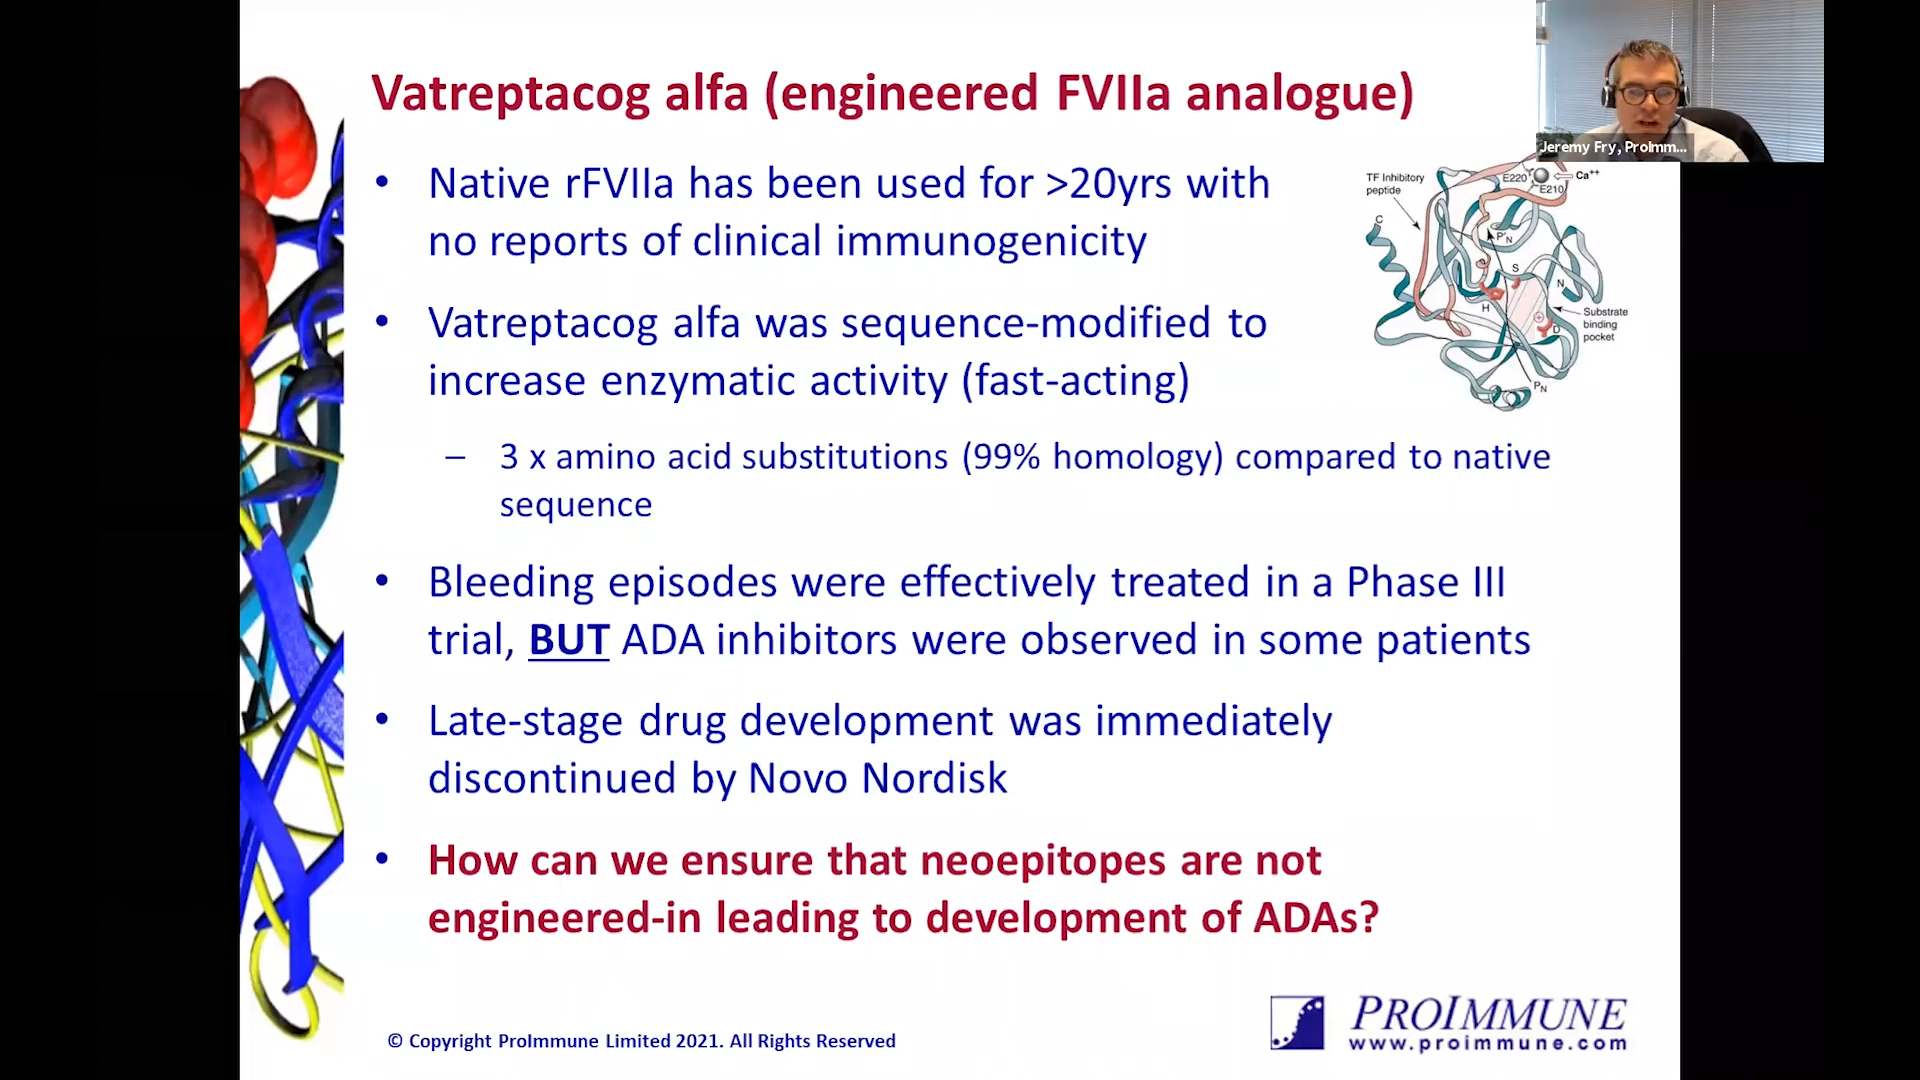 Vatreptacog alfa (engineered FVIIa analogue)
Jeremy Fry, ProImm...
• Native rFVIIa has been used for >20yrs with
no reports of clinical immunogenicity
• Vatreptacog alfa was sequence-modified to
increase enzymatic activity (fast-acting)
– 3 x amino acid substitutions (99% homology) compared to native
sequence
• Bleeding episodes were effectively treated in a Phase III
trial, BUT ADA inhibitors were observed in some patients
• Late-stage drug development was immediately
discontinued by Novo Nordisk
• How can we ensure that neoepitopes are not
engineered-in leading to development of ADAs?
TF Inhibitory
peptide
E220
Ca++
E210
C
P'N
S
N
H
Substrate
binding
pocket
D
PN
© Copyright ProImmune Limited 2021. All Rights Reserved
PROIMMUNE
www.proimmune.com